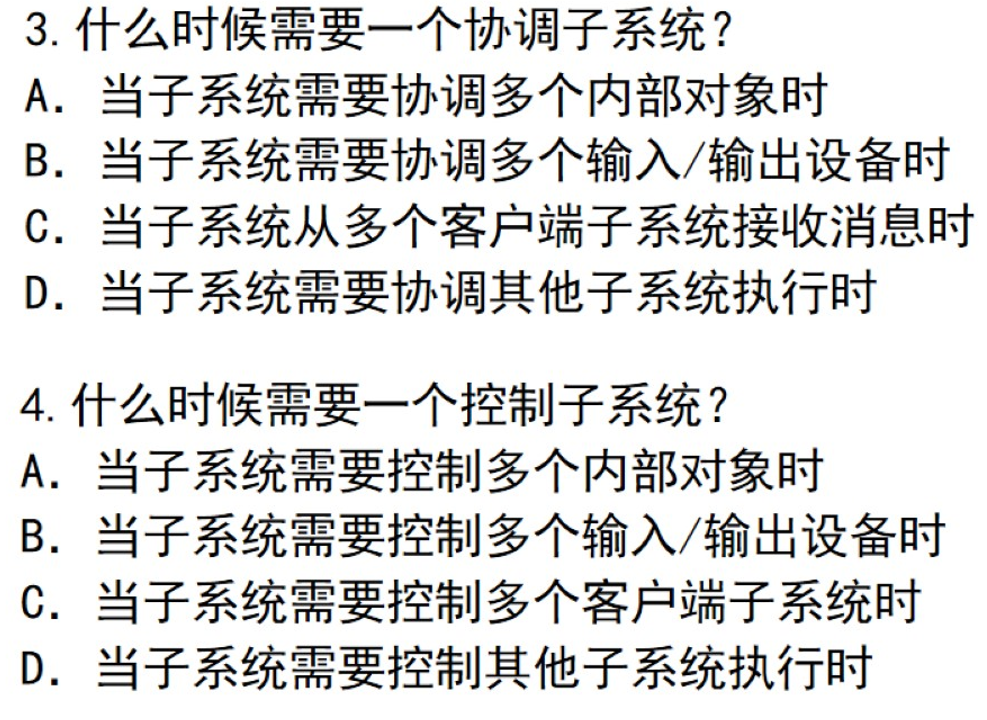 3. 什么时候需要一个协调子系统?
A. 当子系统需要协调多个内部对象时
B. 当子系统需要协调多个输入/输出设备时
C. 当子系统从多个客户端子系统接收消息时
D. 当子系统需要协调其他子系统执行时
4. 什么时候需要一个控制子系统?
A. 当子系统需要控制多个内部对象时
B. 当子系统需要控制多个输入/输出设备时
C. 当子系统需要控制多个客户端子系统时
D. 当子系统需要控制其他子系统执行时